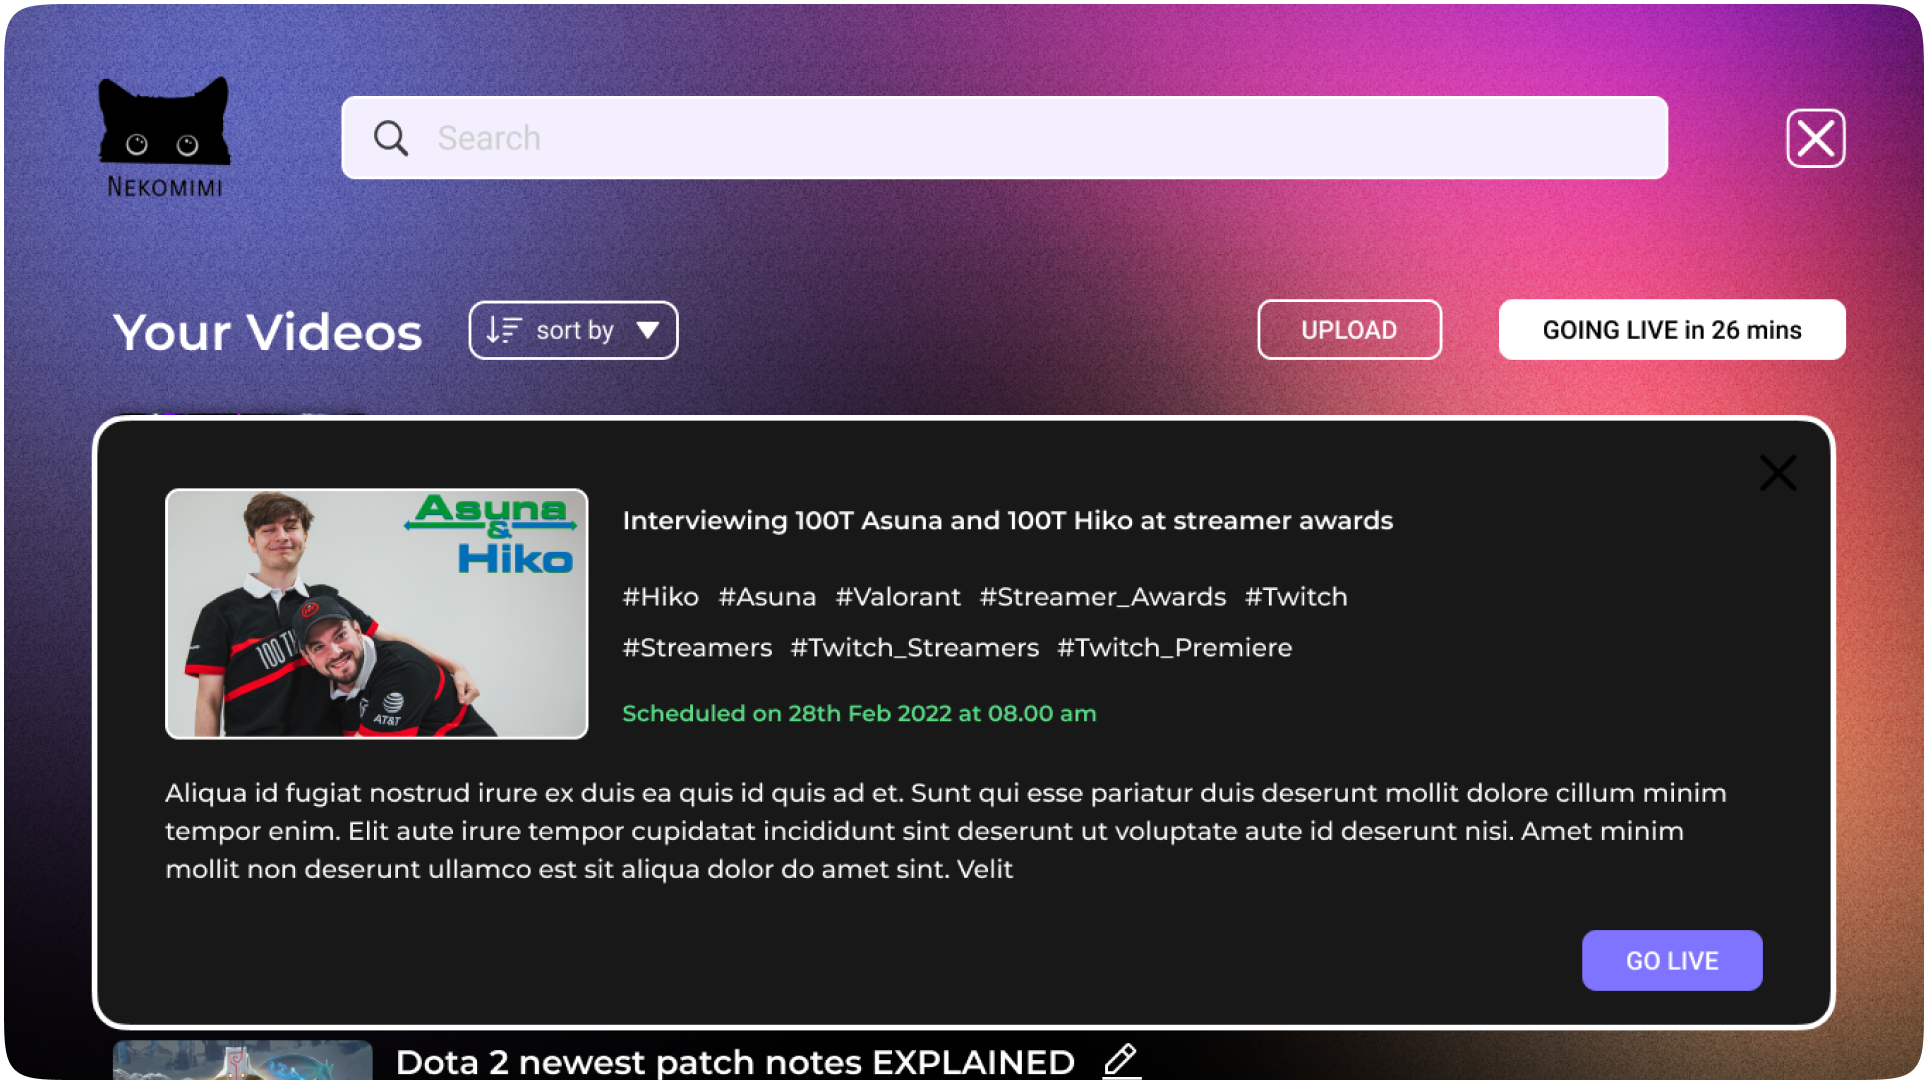 NEKOMIMI
Search
Your Videos
sort by
UPLOAD
GOING LIVE in 26 mins
Asuna
&
Hiko
100 T
AT&T
Interviewing 100T Asuna and 100T Hiko at streamer awards
#Hiko #Asuna #Valorant #Streamer_Awards #Twitch
#Streamers #Twitch_Streamers #Twitch_Premiere
Scheduled on 28th Feb 2022 at 08.00 am
Aliqua id fugiat nostrud irure ex duis ea quis id quis ad et. Sunt qui esse pariatur duis deserunt mollit dolore cillum minim
tempor enim. Elit aute irure tempor cupidatat incididunt sint deserunt ut voluptate aute id deserunt nisi. Amet minim
mollit non deserunt ullamco est sit aliqua dolor do amet sint. Velit
GO LIVE
Dota 2 newest patch notes EXPLAINED